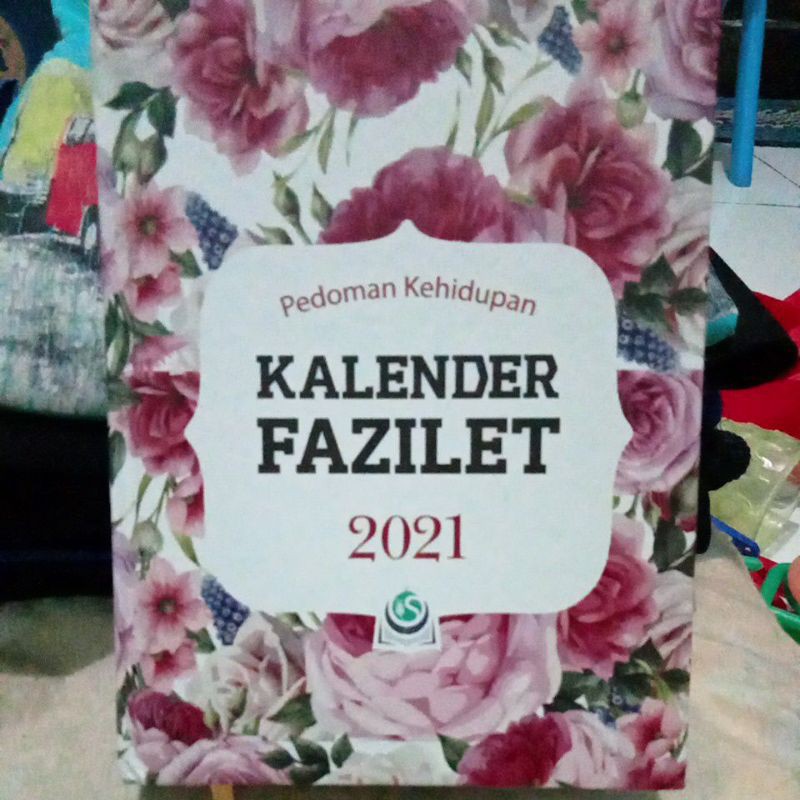 Pedoman Kehidupan
KALENDER
FAZILET
2021